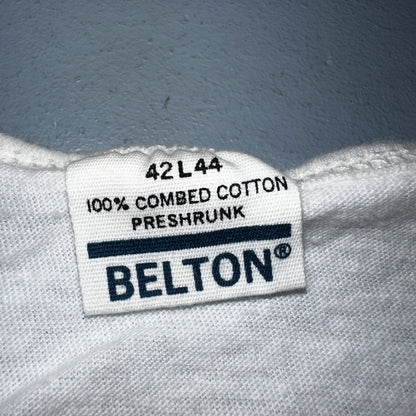 42 L 44
100% COMBED COTTON
PRESHRUNK
BELTON®